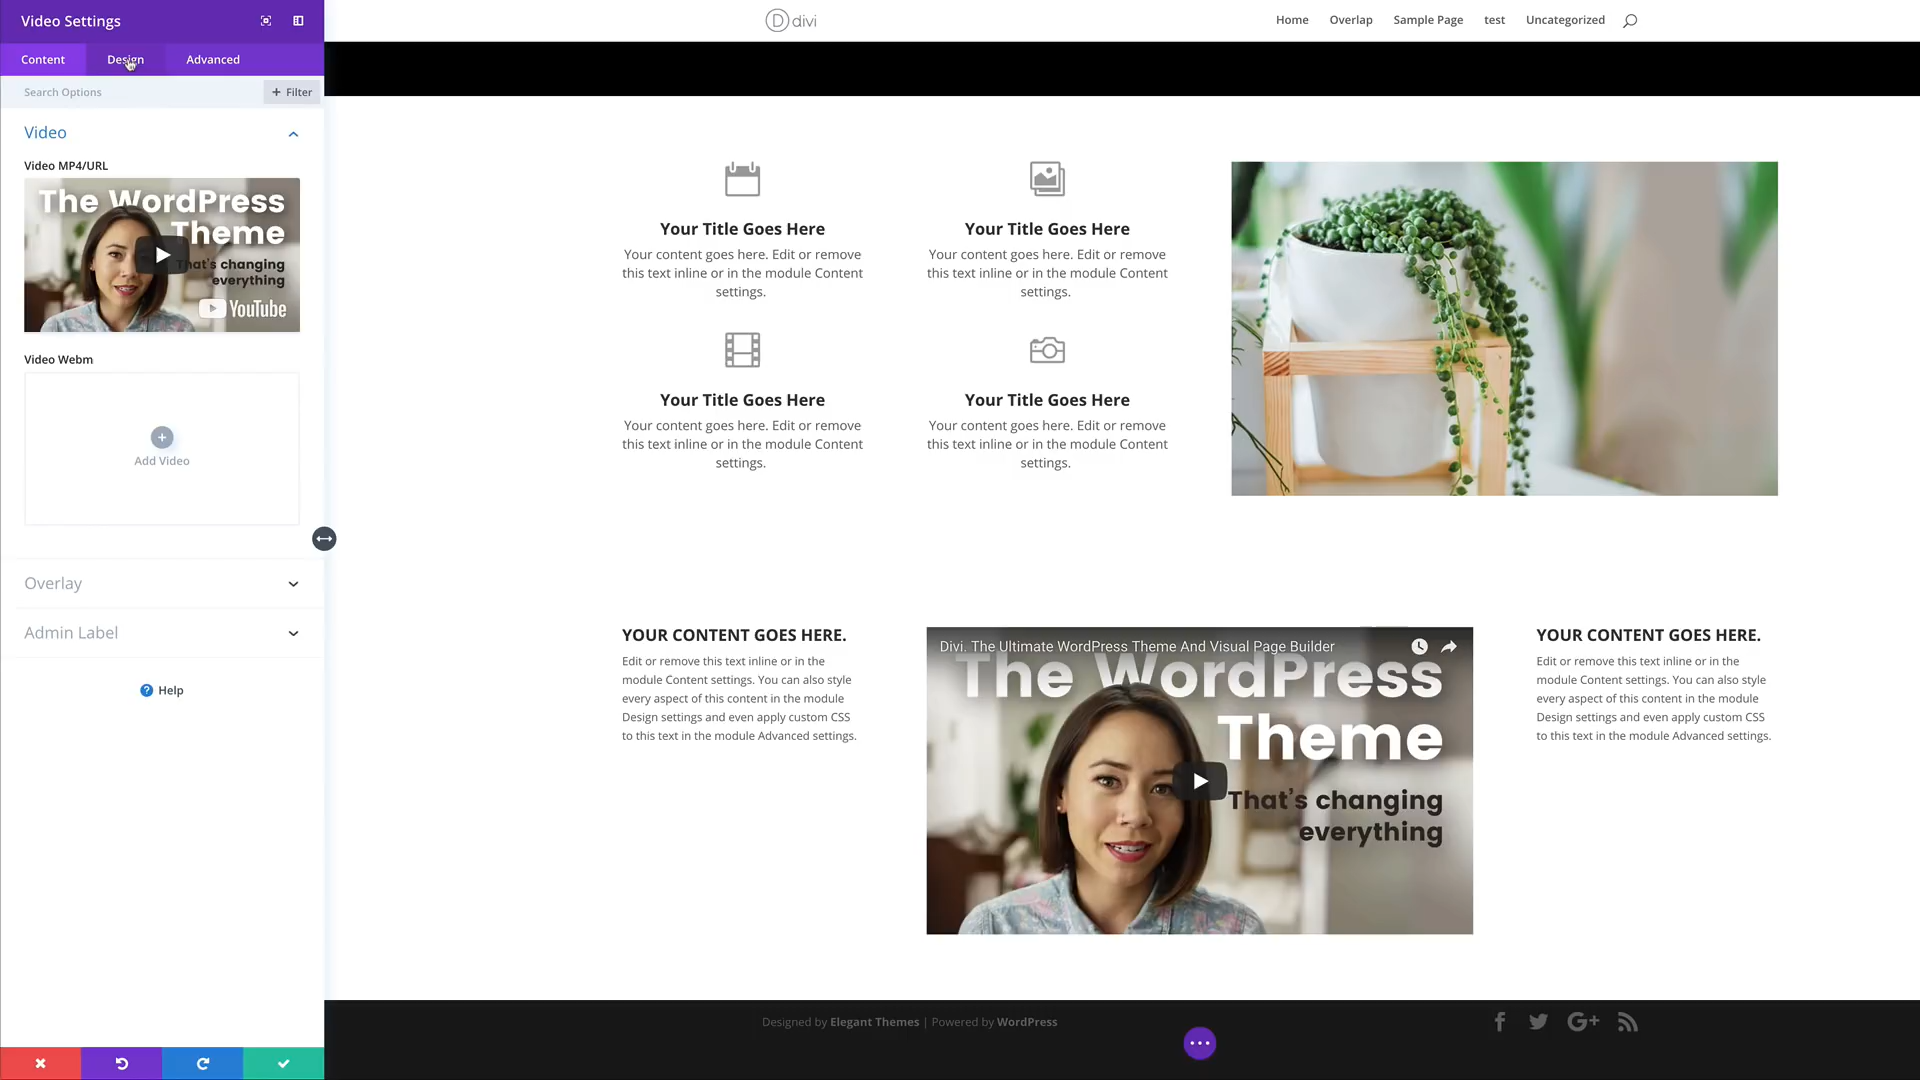 Video Settings
Content
Design
Advanced
Search Options
+ Filter
Video
Video MP4/URL
The WordPress
Theme
That's changing
everything
YouTube
Video Webm
Add Video
Overlay
Admin Label
? Help
D divi
Home
Overlap
Sample Page
test
Uncategorized
Your Title Goes Here
Your content goes here. Edit or remove
this text inline or in the module Content
settings.
Your Title Goes Here
Your content goes here. Edit or remove
this text inline or in the module Content
settings.
Your Title Goes Here
Your content goes here. Edit or remove
this text inline or in the module Content
settings.
Your Title Goes Here
Your content goes here. Edit or remove
this text inline or in the module Content
settings.
YOUR CONTENT GOES HERE.
Edit or remove this text inline or in the
module Content settings. You can also style
every aspect of this content in the module
Design settings and even apply custom CSS
to this text in the module Advanced settings.
Divi. The Ultimate WordPress Theme And Visual Page Builder
The WordPress
Theme
That's changing
everything
YOUR CONTENT GOES HERE.
Edit or remove this text inline or in the
module Content settings. You can also style
every aspect of this content in the module
Design settings and even apply custom CSS
to this text in the module Advanced settings.
Designed by Elegant Themes | Powered by WordPress